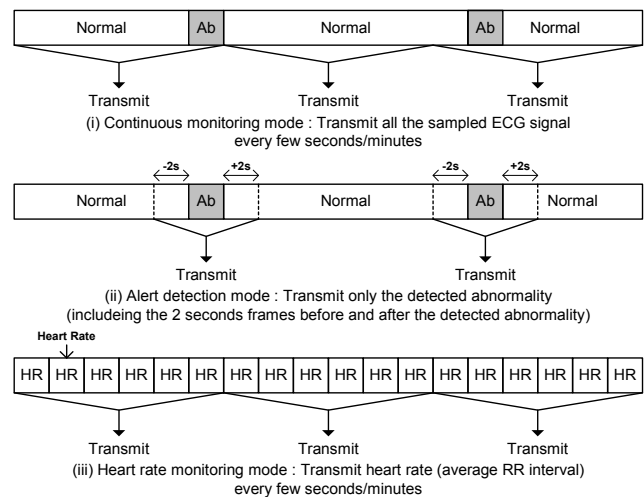 Normal Ab Normal Ab Normal
Transmit Transmit Transmit
(i) Continuous monitoring mode : Transmit all the sampled ECG signal
every few seconds/minutes
-2s +2s -2s +2s
Normal Ab Normal Ab Normal
Transmit Transmit
(ii) Alert detection mode : Transmit only the detected abnormality
(includeing the 2 seconds frames before and after the detected abnormality)
Heart Rate
HR HR HR HR HR HR HR HR HR HR HR HR HR HR HR HR HR HR
Transmit Transmit Transmit
(iii) Heart rate monitoring mode : Transmit heart rate (average RR interval)
every few seconds/minutes